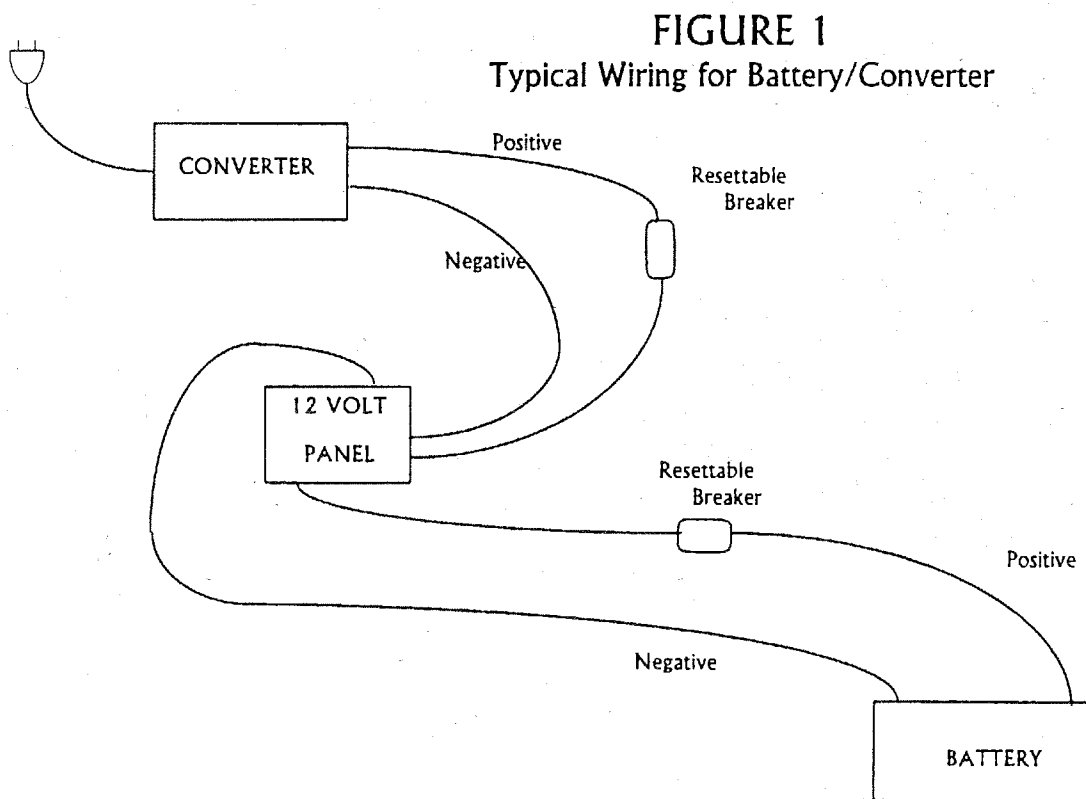 FIGURE 1
Typical Wiring for Battery/Converter
CONVERTER
Positive
Resettable
Breaker
Negative
12 VOLT
PANEL
Resettable
Breaker
Positive
Negative
BATTERY